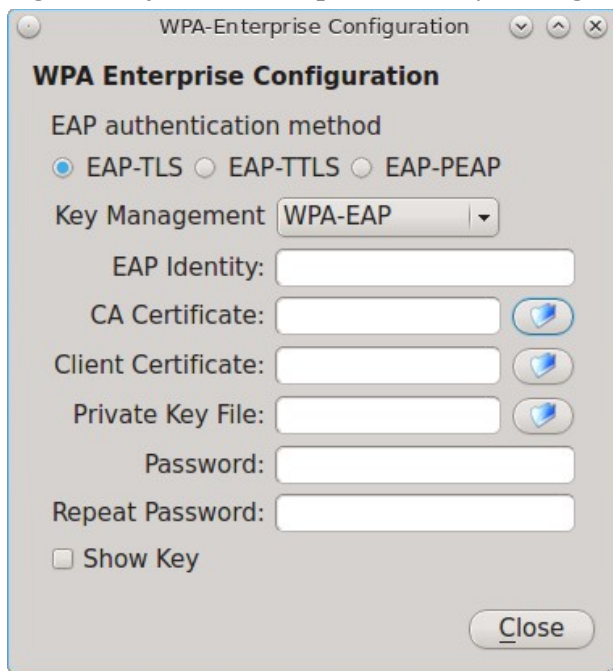 WPA-Enterprise Configuration
WPA Enterprise Configuration
EAP authentication method
EAP-TLS EAP-TTLS EAP-PEAP
Key Management WPA-EAP
EAP Identity:
CA Certificate:
Client Certificate:
Private Key File:
Password:
Repeat Password:
Show Key
Close